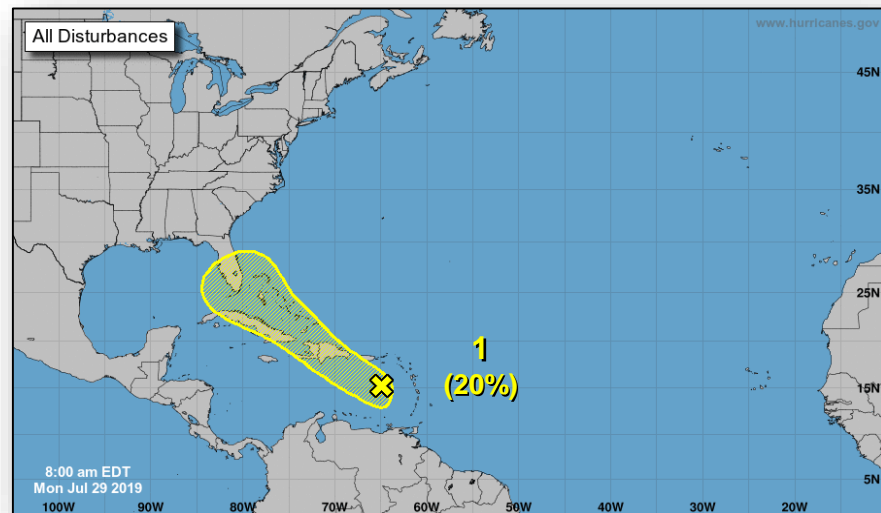 All Disturbances
www.hurricanes.gov
45N
35N
25N
1
(20%)
15N
5N
8:00 am EDT
Mon Jul 29 2019
100W 90W 80W 70W 60W 50W 40W 30W 20W